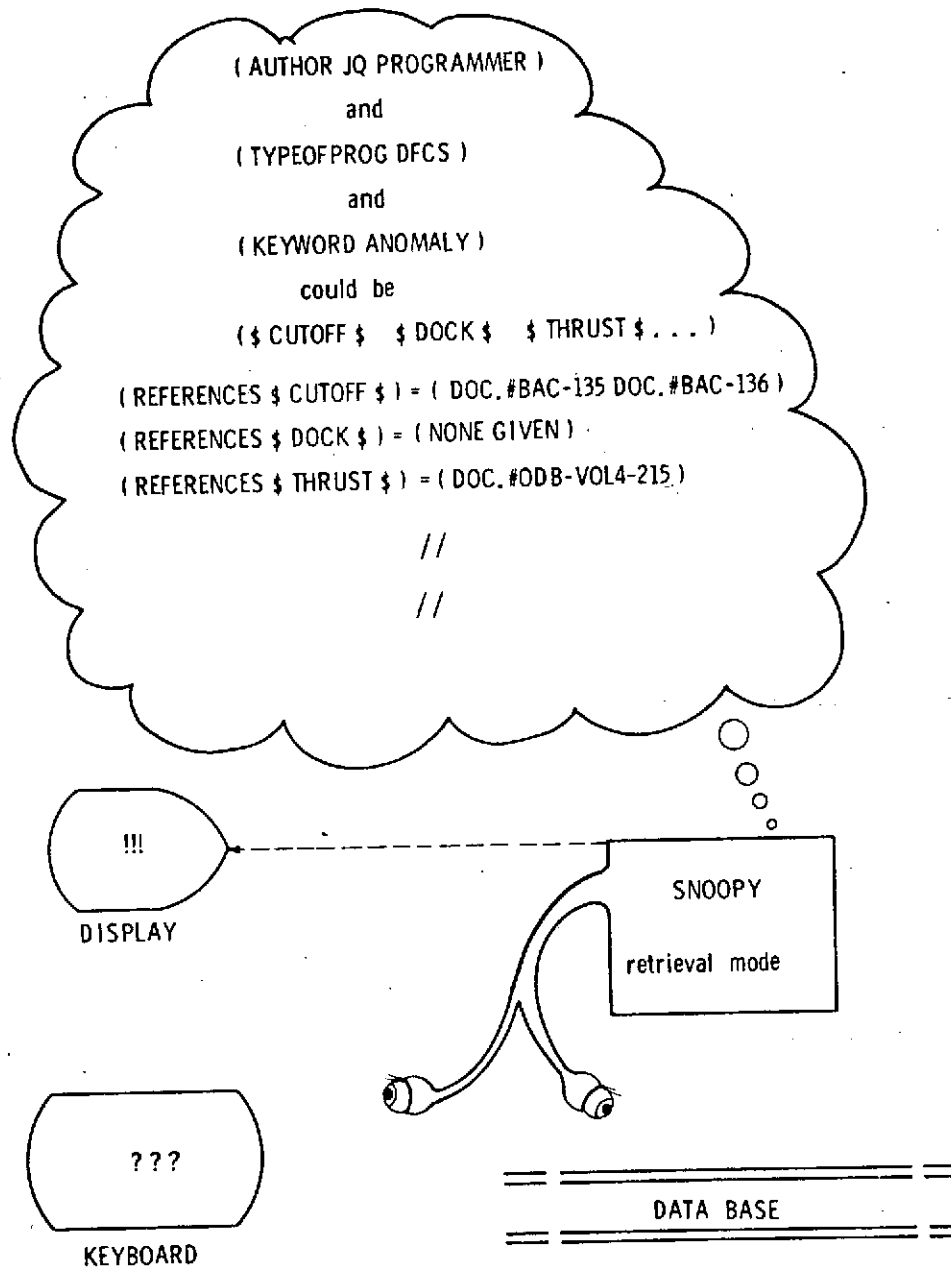 ( AUTHOR JQ PROGRAMMER )
and
( TYPEOFPROG DFCS )
and
( KEYWORD ANOMALY )
could be
( $ CUTOFF $ $ DOCK $ $ THRUST $ . . . )
( REFERENCES $ CUTOFF $ ) = ( DOC. #BAC-135 DOC. #BAC-136 )
( REFERENCES $ DOCK $ ) = ( NONE GIVEN )
( REFERENCES $ THRUST $ ) = ( DOC. #ODB-VOL4-215 )
//
//
!!!
DISPLAY
SNOOPY
retrieval mode
? ? ?
KEYBOARD
DATA BASE